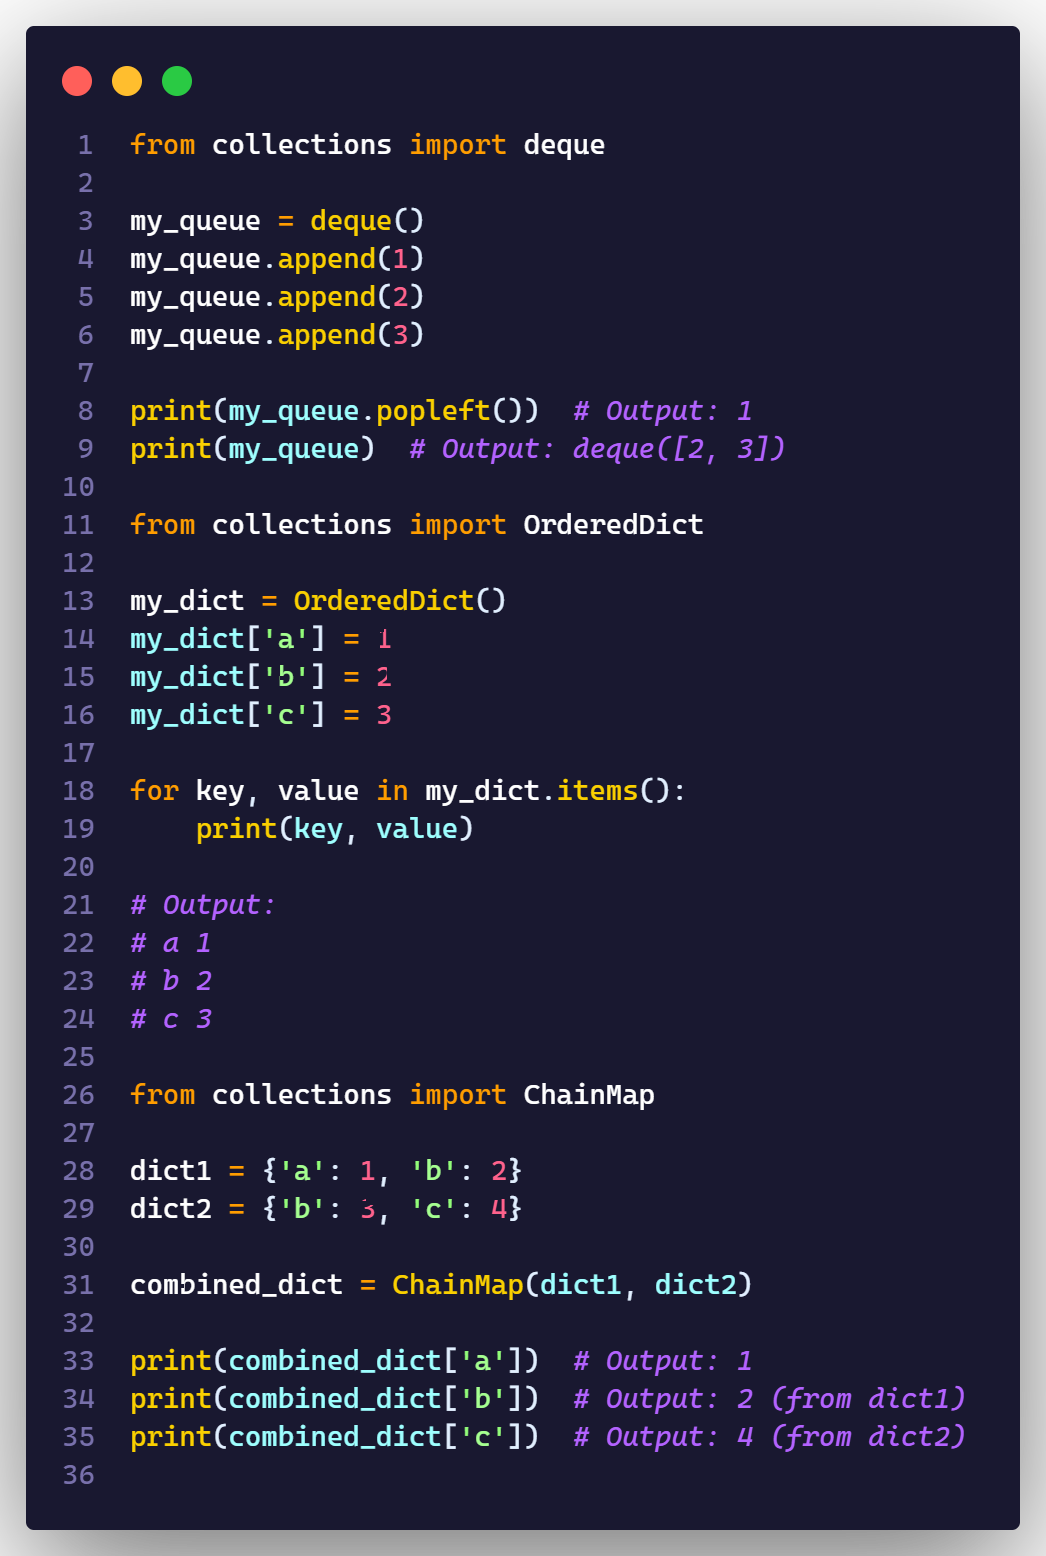 1 from collections import deque
2
3 my_queue = deque()
4 my_queue.append(1)
5 my_queue.append(2)
6 my_queue.append(3)
7
8 print(my_queue.popleft())  # Output: 1
9 print(my_queue)  # Output: deque([2, 3])
10
11 from collections import OrderedDict
12
13 my_dict = OrderedDict()
14 my_dict['a'] = 1
15 my_dict['b'] = 2
16 my_dict['c'] = 3
17
18 for key, value in my_dict.items():
19     print(key, value)
20
21 # Output:
22 # a 1
23 # b 2
24 # c 3
25
26 from collections import ChainMap
27
28 dict1 = {'a': 1, 'b': 2}
29 dict2 = {'b': 3, 'c': 4}
30
31 combined_dict = ChainMap(dict1, dict2)
32
33 print(combined_dict['a'])  # Output: 1
34 print(combined_dict['b'])  # Output: 2 (from dict1)
35 print(combined_dict['c'])  # Output: 4 (from dict2)
36